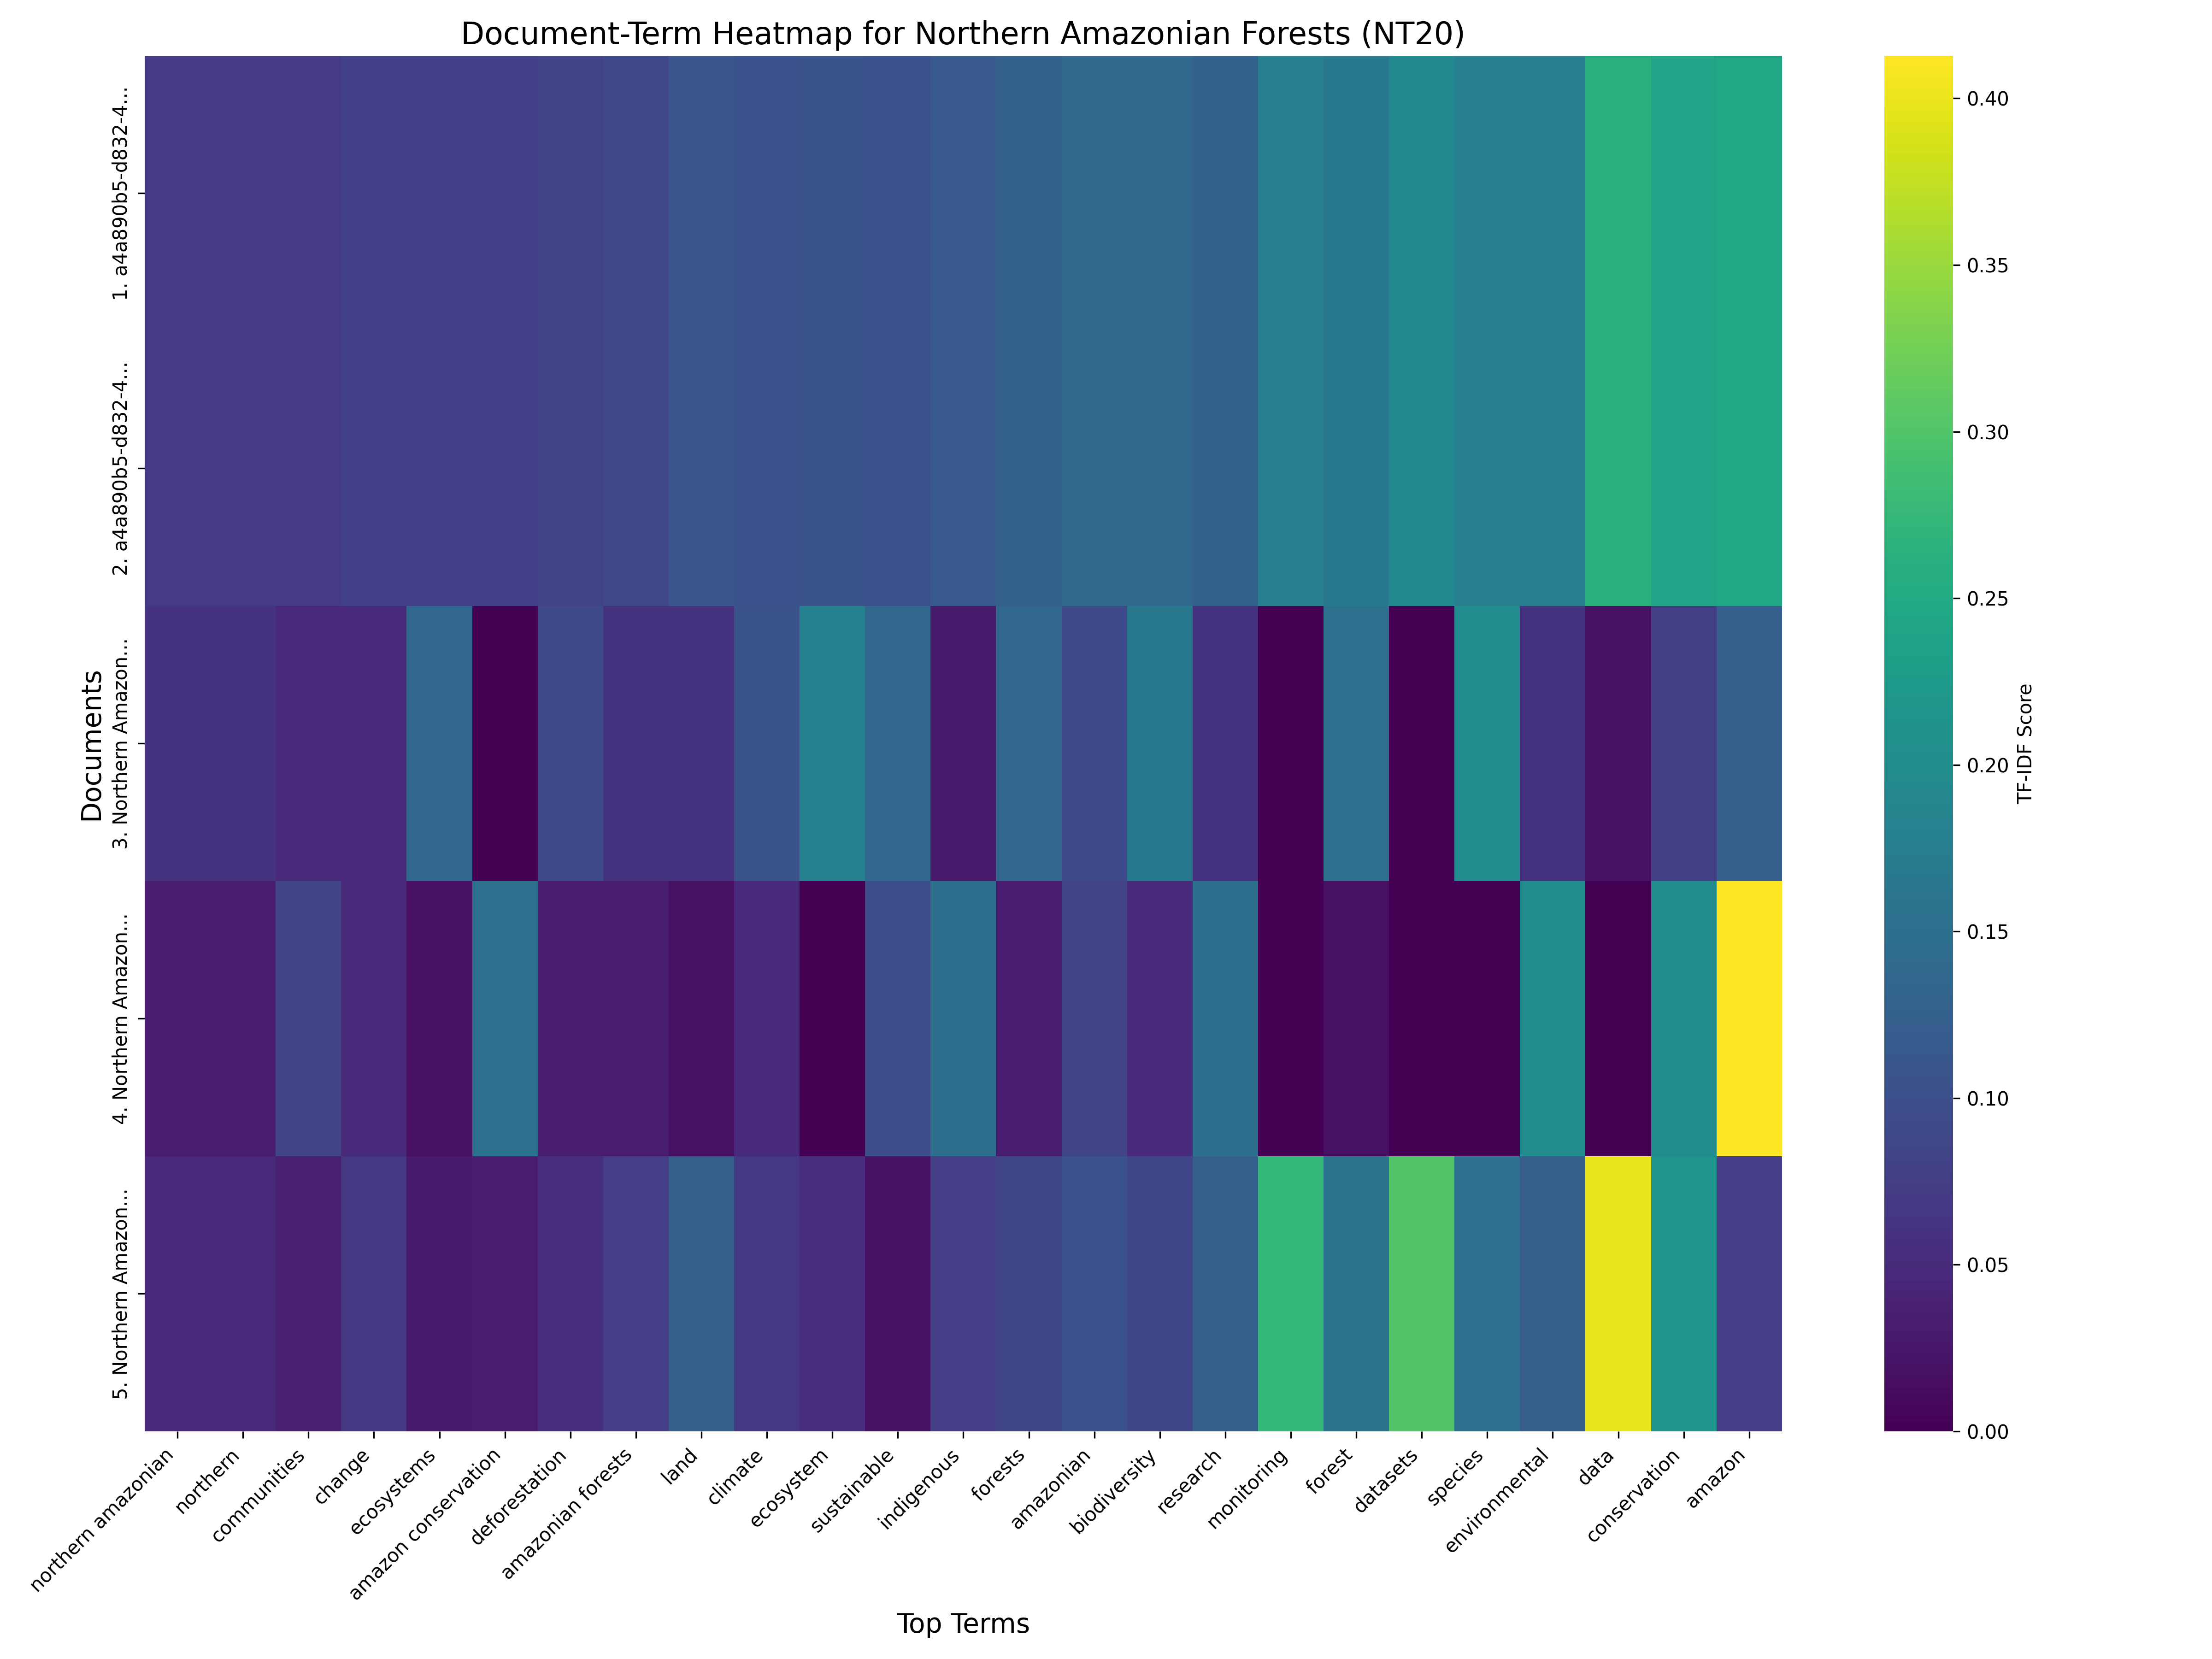 Document-Term Heatmap for Northern Amazonian Forests (NT20)
Documents
1. a4a890b5-d832-4...
2. a4a890b5-d832-4...
3. Northern Amazon...
4. Northern Amazon...
5. Northern Amazon...
northern amazonian
northern
communities
change
ecosystems
amazon conservation
deforestation
amazonian forests
land
climate
ecosystem
sustainable
indigenous
forests
amazonian
biodiversity
research
monitoring
forest
datasets
species
environmental
data
conservation
amazon
Top Terms
0.40
0.35
0.30
0.25
0.20
0.15
0.10
0.05
0.00
TF-IDF Score